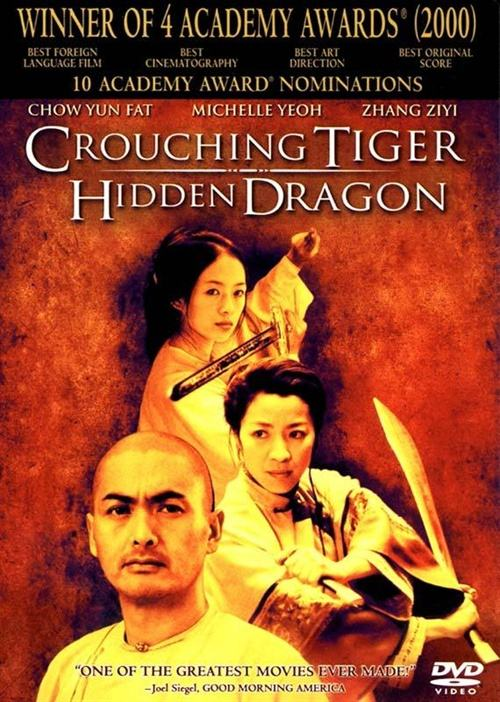 WINNER OF 4 ACADEMY AWARDS® (2000)
BEST FOREIGN LANGUAGE FILM
BEST CINEMATOGRAPHY
BEST ART DIRECTION
BEST ORIGINAL SCORE
10 ACADEMY AWARD® NOMINATIONS
CHOW YUN FAT MICHELLE YEOH ZHANG ZIYI
CROUCHING TIGER
HIDDEN DRAGON
"ONE OF THE GREATEST MOVIES EVER MADE!"
–Joel Siegel, GOOD MORNING AMERICA
DVD
VIDEO